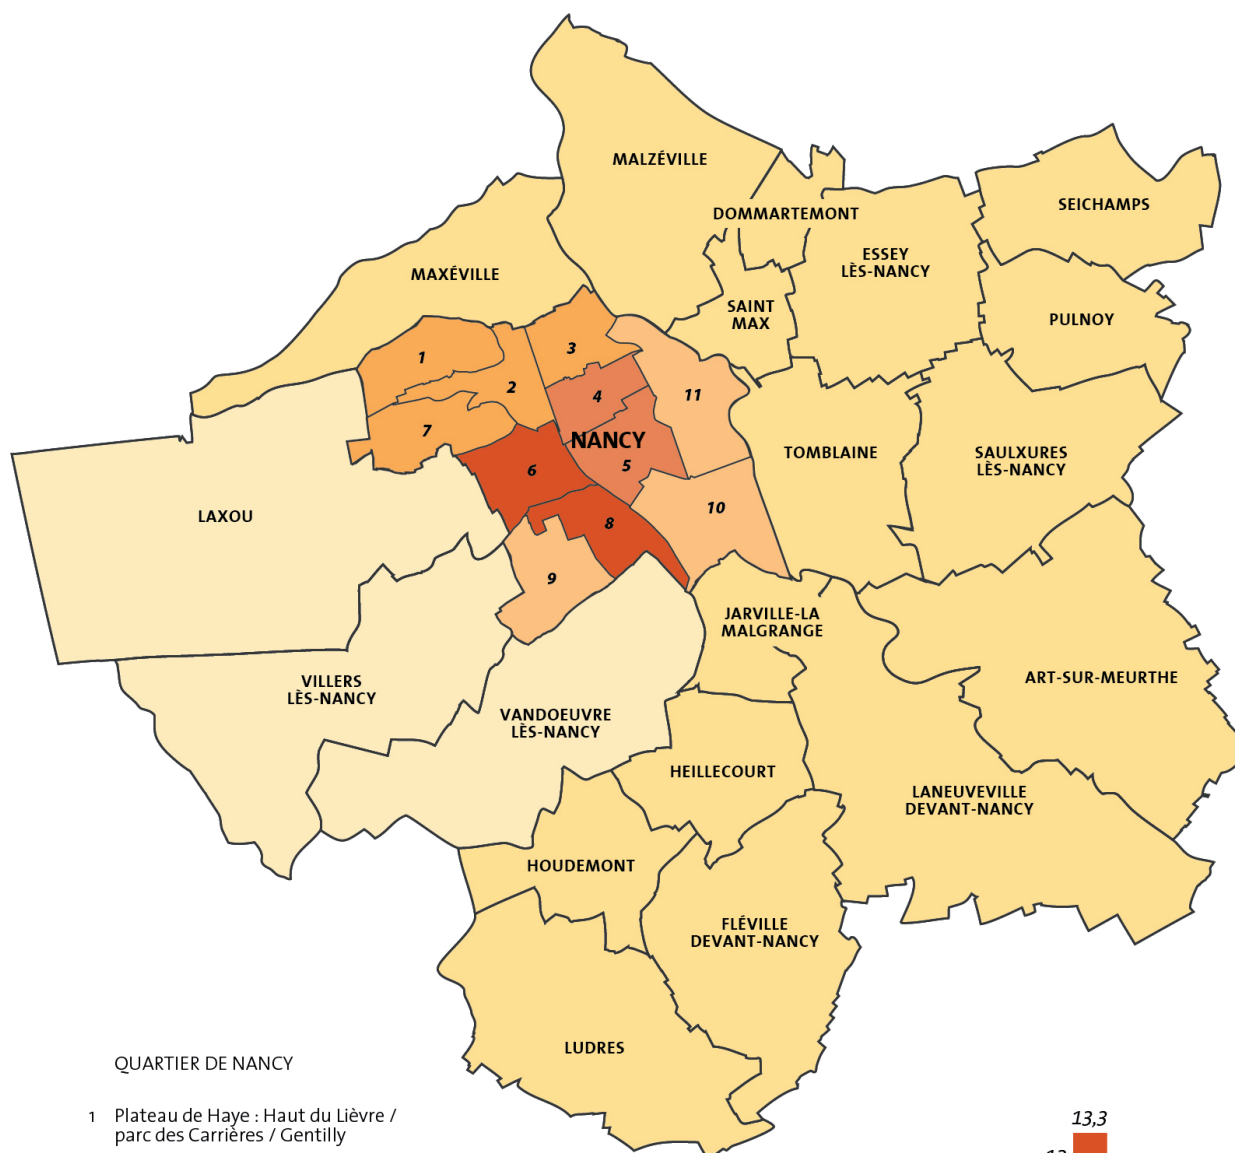 MALZÉVILLE
SEICHAMPS
DOMMARTEMONT
ESSEY
LÈS-NANCY
MAXÉVILLE
SAINT
MAX
PULNOY
1
3
2
4
11
7
NANCY
5
6
TOMBLAINE
SAULXURES
LÈS-NANCY
LAXOU
10
8
9
JARVILLE-LA
MALGRANGE
VILLERS
LÈS-NANCY
ART-SUR-MEURTHE
VANDOEUVRE
LÈS-NANCY
HEILLECOURT
LANEUVEVILLE
DEVANT-NANCY
HOUDEMONT
FLÉVILLE
DEVANT-NANCY
LUDRES
QUARTIER DE NANCY
1 Plateau de Haye : Haut du Lièvre /
parc des Carrières / Gentilly
13,3